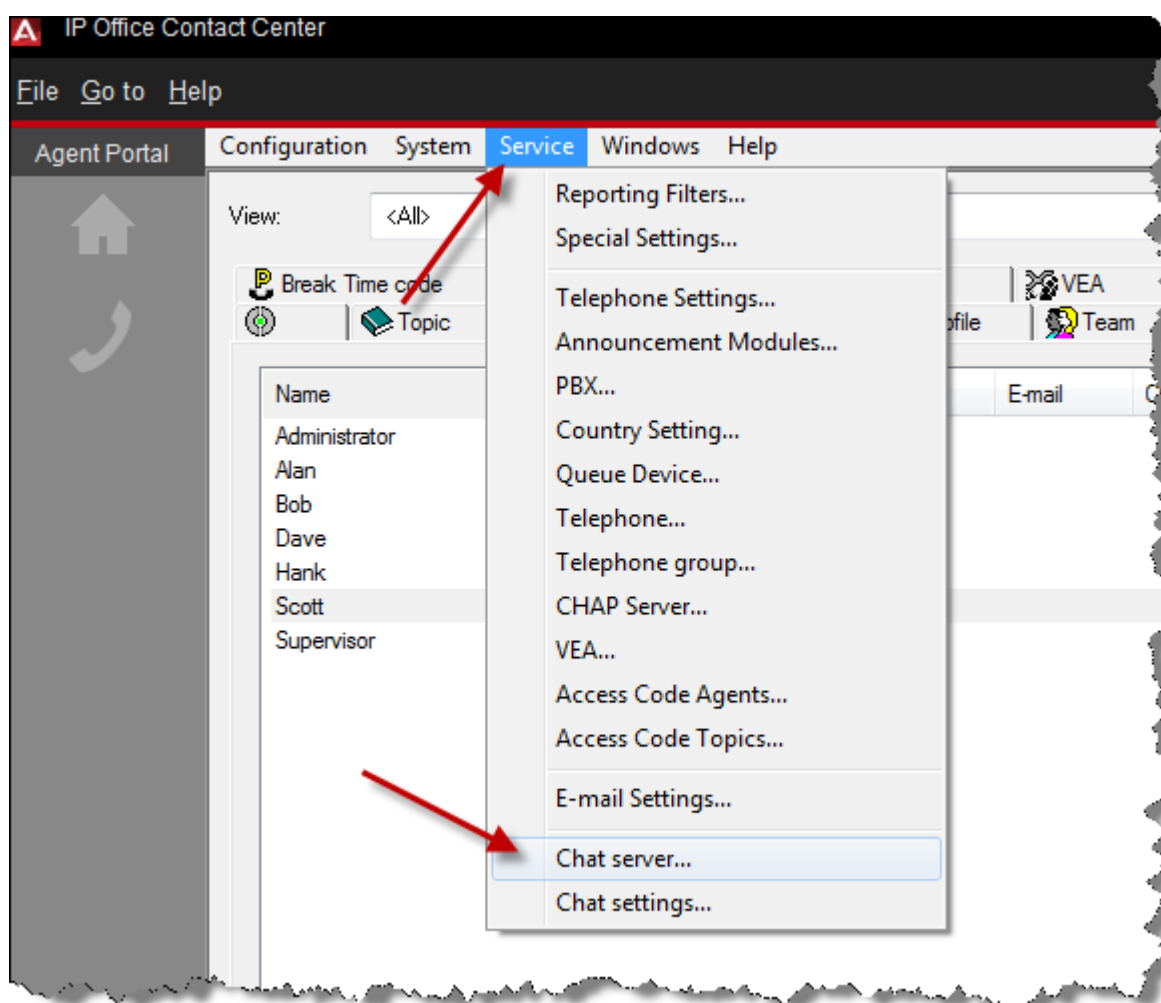 IP Office Contact Center
File Go to Help
Agent Portal
Configuration System Service Windows Help
View: <All>
Break Time code VEA
Topic ofile Team
Name E-mail
Administrator
Alan
Bob
Dave
Hank
Scott
Supervisor
Reporting Filters...
Special Settings...
Telephone Settings...
Announcement Modules...
PBX...
Country Setting...
Queue Device...
Telephone...
Telephone group...
CHAP Server...
VEA...
Access Code Agents...
Access Code Topics...
E-mail Settings...
Chat server...
Chat settings...